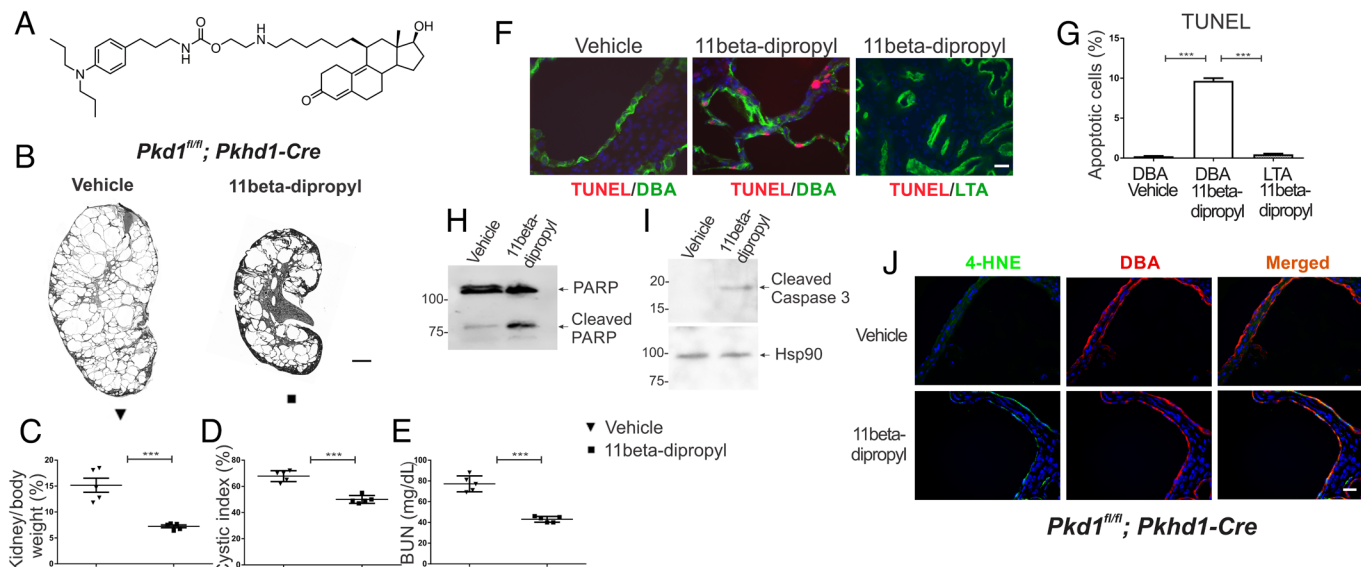 A
O
N
H
O
H
N
OH
H
H
H
N
O
Pkd1fl/fl; Pkhd1-Cre
B
Vehicle
11beta-dipropyl
C
Kidney/body
weight (%)
20
15
10
5
0
***
D
Cystic index (%)
100
80
60
40
20
0
***
E
BUN (mg/dL)
100
80
60
40
20
0
***
Vehicle
11beta-dipropyl
F
Vehicle
11beta-dipropyl
11beta-dipropyl
TUNEL/DBA
TUNEL/DBA
TUNEL/LTA
G
TUNEL
Apoptotic cells (%)
15
10
5
0
***
***
DBA
Vehicle
DBA
11beta-
dipropyl
LTA
11beta-
dipropyl
H
Vehicle
11beta-
dipropyl
100
75
PARP
Cleaved
PARP
I
Vehicle
11beta-
dipropyl
20
15
Cleaved
Caspase 3
100
75-
Hsp90
J
4-HNE
DBA
Merged
Vehicle
11beta-
dipropyl
Pkd1fl/fl; Pkhd1-Cre